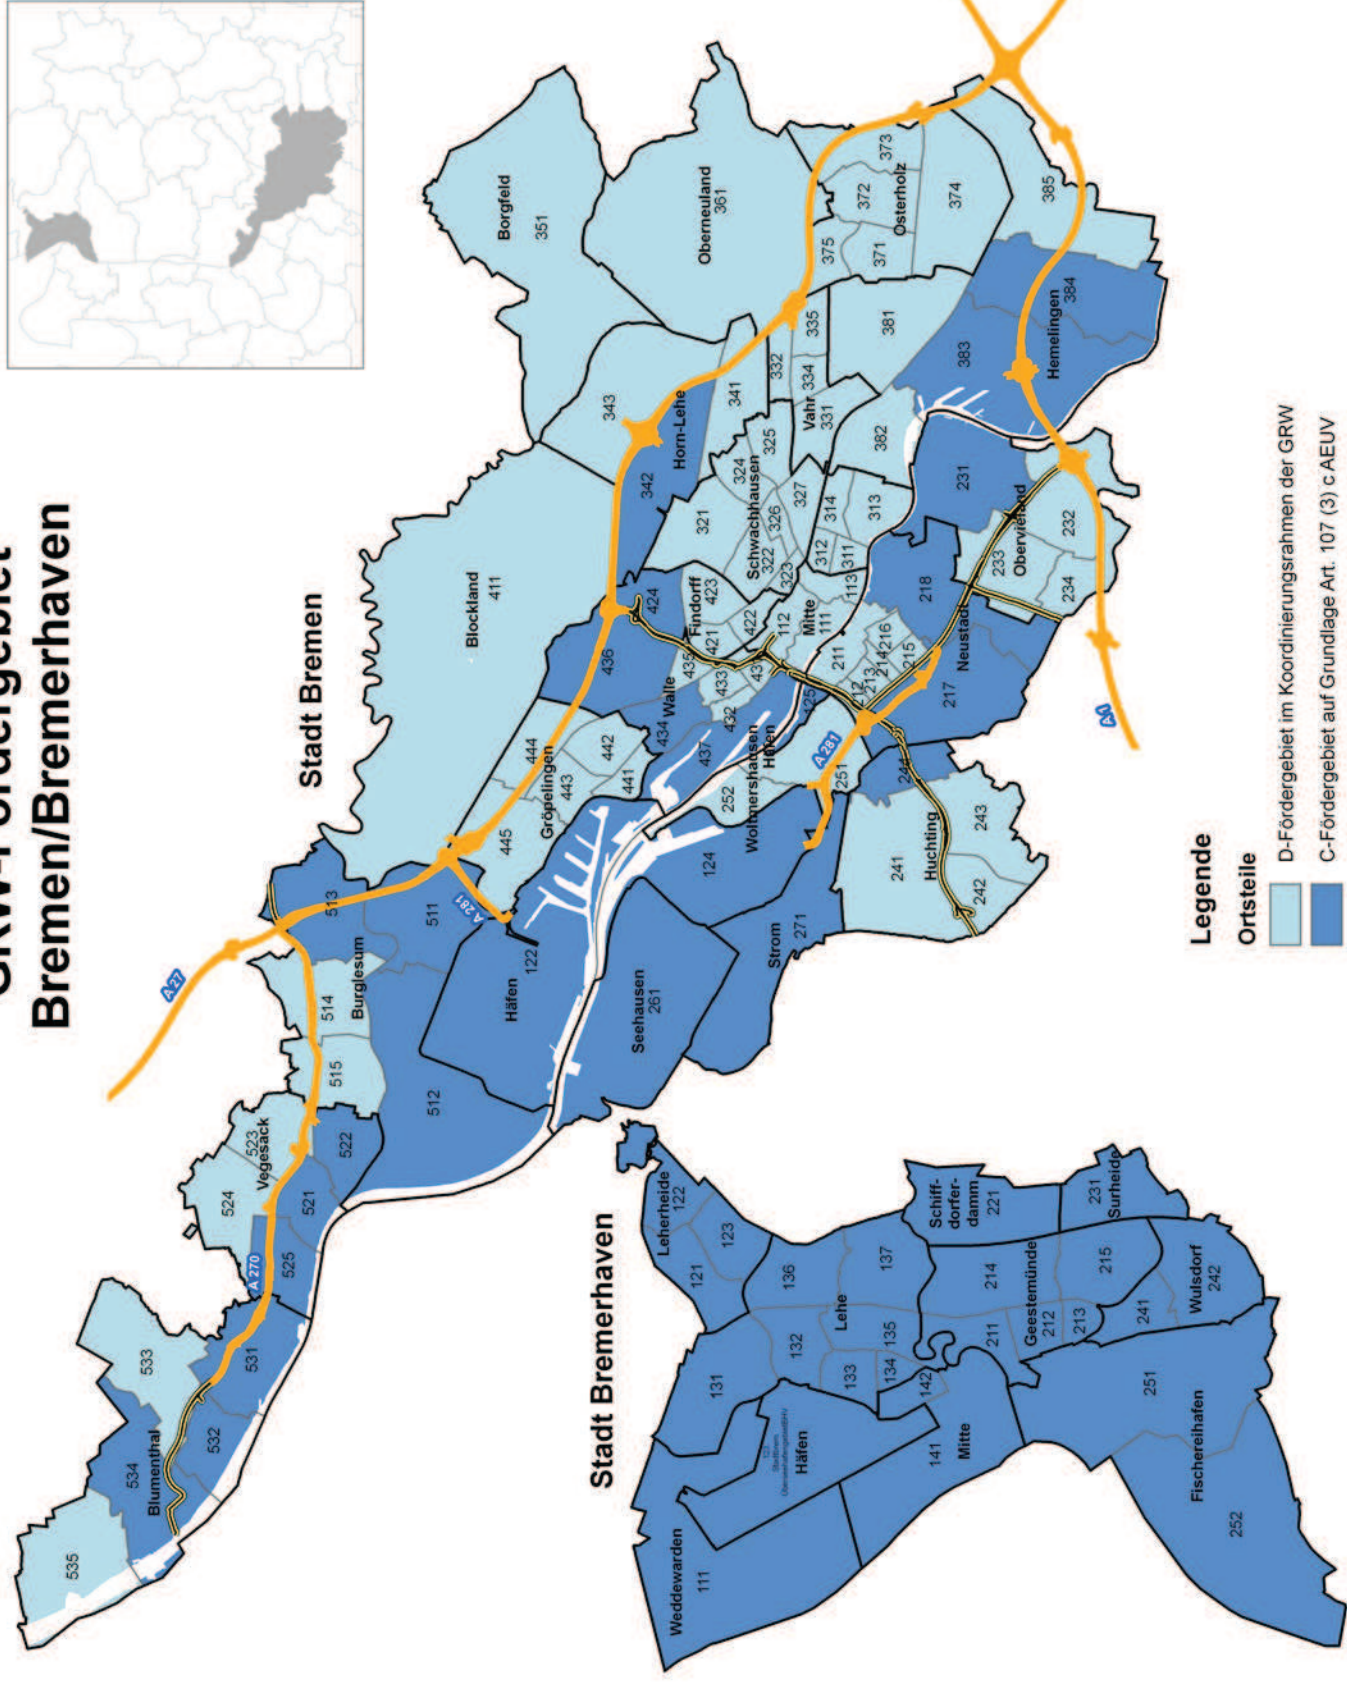 Bremen/Bremerhaven
Stadt Bremen
Borgfeld
351
Oberneuland
361
Blockland
411
343
Horn-Lehe
342
341
373
372
Osterholz
374
375
371
385
335
332
334
Vahr
331
381
384
383
Hemelingen
382
325
324
Schwachhausen
321
327
326
322
323
314
313
312
311
231
Obervieland
232
233
234
424
Findorff
423
421
422
112
Mitte
113
111
218
Neustadt
217
211
216
214
215
213
212
436
435
433
431
Walle
432
434
437
125
Häfen
Woltmershausen
252
251
A 281
244
Huchting
241
243
242
A1
444
442
Gröpelingen
443
441
445
124
Strom
271
Seehausen
261
Häfen
122
A 281
513
511
A 27
Burglesum
514
515
512
523
Vegesack
524
522
521
525
A 270
533
531
532
534
Blumenthal
535
Stadt Bremerhaven
Leherheide
122
123
121
136
137
Lehe
132
135
133
134
131
142
Schiff-
dorfer-
damm
221
231
Surheide
214
215
Geestemünde
211
212
213
241
Wulsdorf
242
251
Fischereihafen
252
141
Mitte
Häfen
Weddewarden
111
Legende
Ortsteile
D-Fördergebiet im Koordinierungsrahmen der GRW
C-Fördergebiet auf Grundlage Art. 107 (3) c AEUV